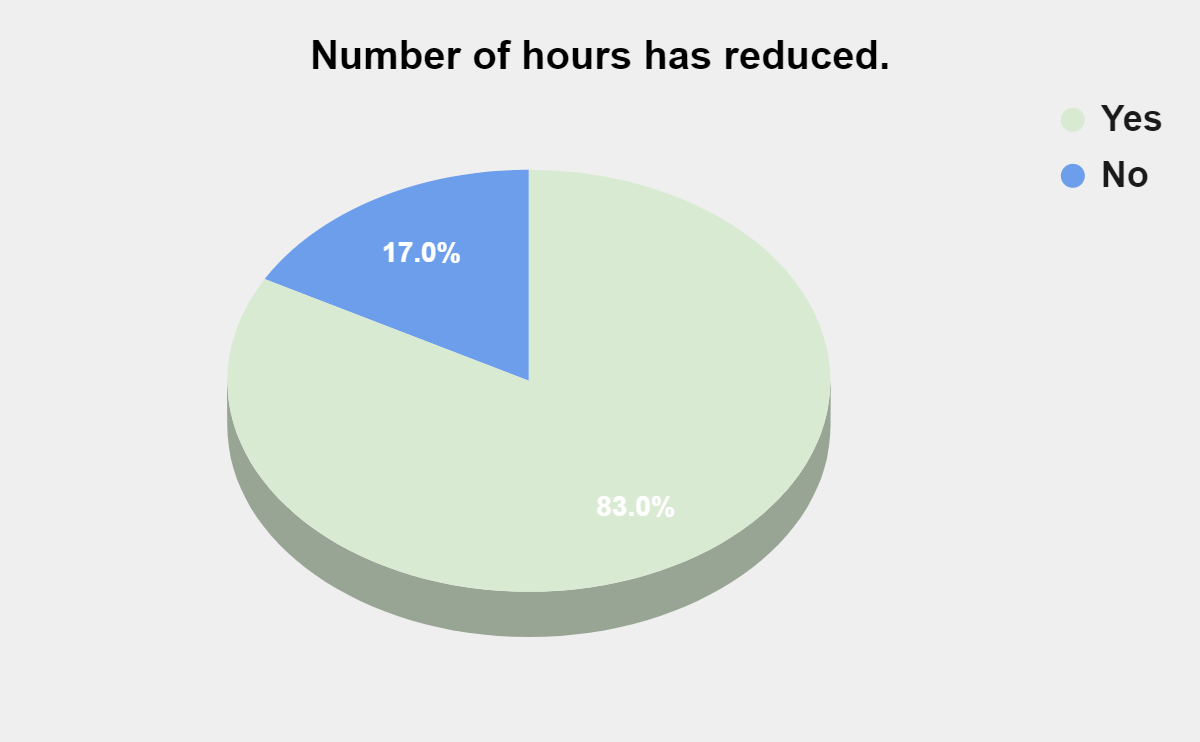 Number of hours has reduced.
Yes
No
17.0%
83.0%